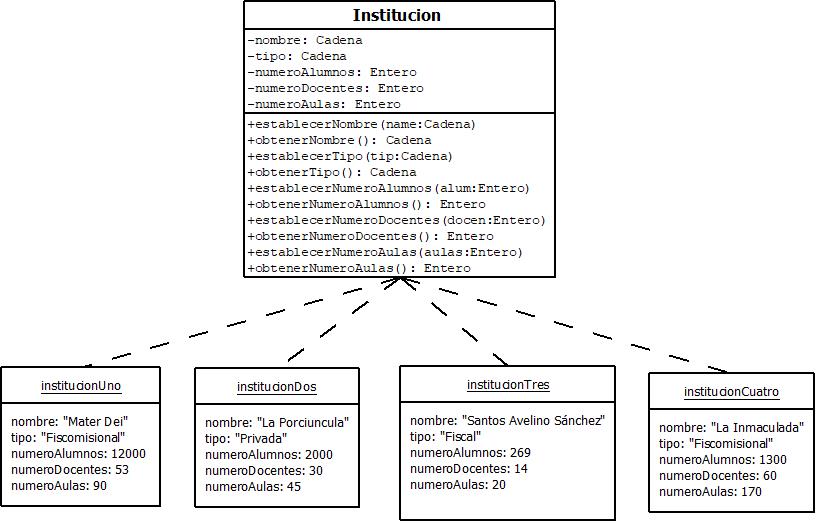 Institucion
-nombre: Cadena
-tipo: Cadena
-numeroAlumnos: Entero
-numeroDocentes: Entero
-numeroAulas: Entero
+establecerNombre(name:Cadena)
+obtenerNombre(): Cadena
+establecerTipo(tip:Cadena)
+obtenerTipo(): Cadena
+establecerNumeroAlumnos(alum:Entero)
+obtenerNumeroAlumnos(): Entero
+establecerNumeroDocentes(docen:Entero)
+obtenerNumeroDocentes(): Entero
+establecerNumeroAulas(aulas:Entero)
+obtenerNumeroAulas(): Entero
institucionUno
nombre: "Mater Dei"
tipo: "Fiscomisional"
numeroAlumnos: 12000
numeroDocentes: 53
numeroAulas: 90
institucionDos
nombre: "La Porciuncula"
tipo: "Privada"
numeroAlumnos: 2000
numeroDocentes: 30
numeroAulas: 45
institucionTres
nombre: "Santos Avelino Sánchez"
tipo: "Fiscal"
numeroAlumnos: 269
numeroDocentes: 14
numeroAulas: 20
institucionCuatro
nombre: "La Inmaculada"
tipo: "Fiscomisional"
numeroAlumnos: 1300
numeroDocentes: 60
numeroAulas: 170